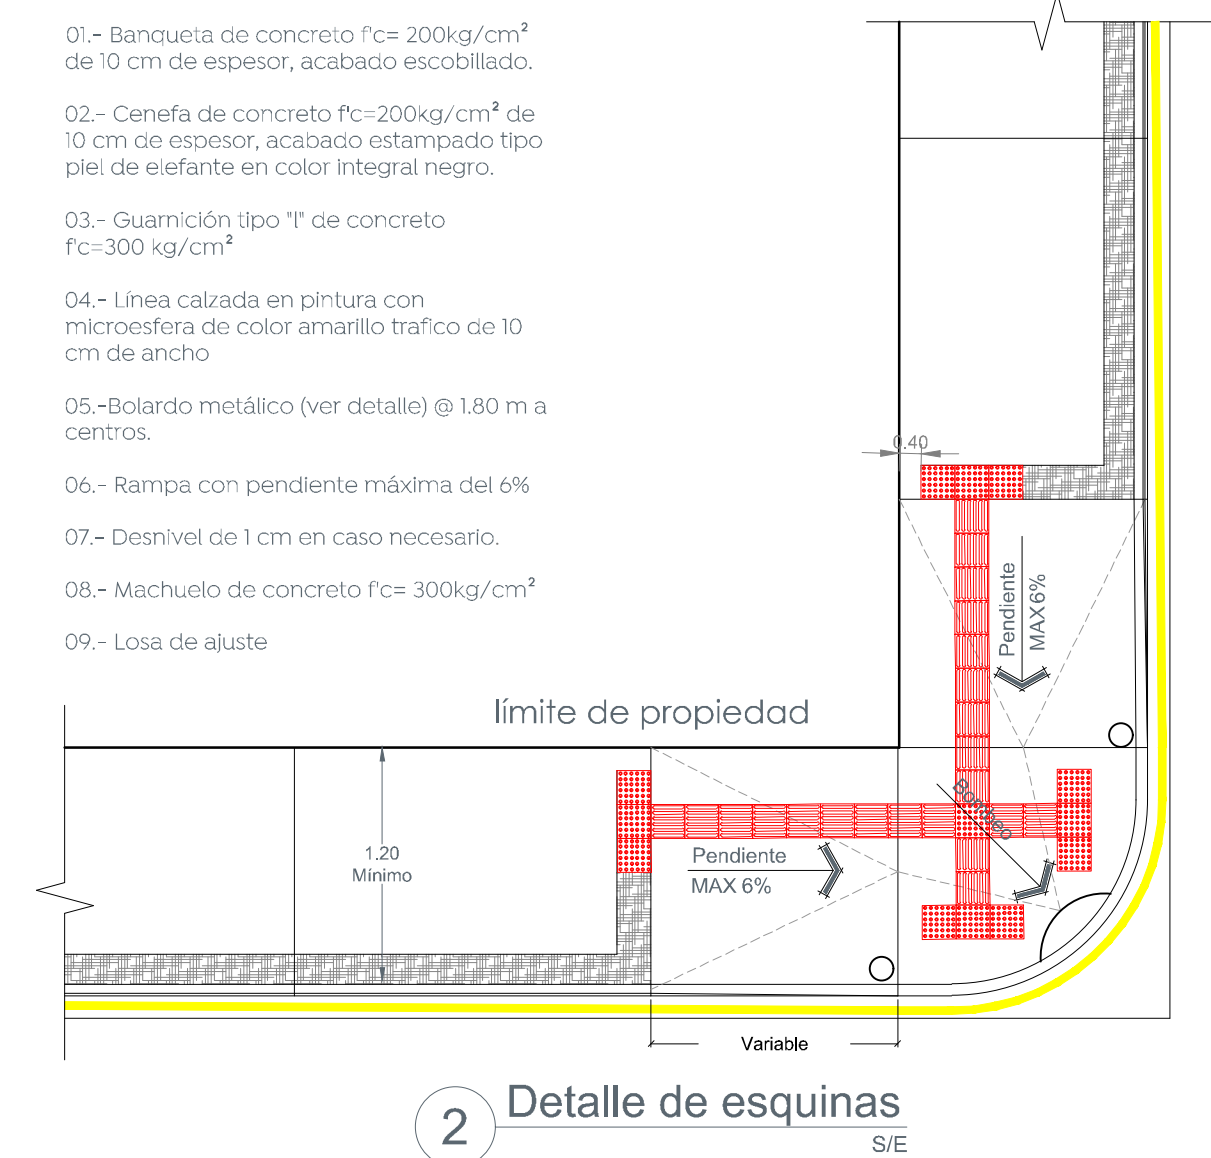 01.- Banqueta de concreto f'c= 200kg/cm²
de 10 cm de espesor, acabado escobillado.
02.- Cenefa de concreto f'c=200kg/cm² de
10 cm de espesor, acabado estampado tipo
piel de elefante en color integral negro.
03.- Guarnición tipo "l" de concreto
f'c=300 kg/cm²
04.- Línea calzada en pintura con
microesfera de color amarillo trafico de 10
cm de ancho
05.-Bolardo metálico (ver detalle) @ 1.80 m a
centros.
06.- Rampa con pendiente máxima del 6%
07.- Desnivel de 1 cm en caso necesario.
08.- Machuelo de concreto f'c= 300kg/cm²
09.- Losa de ajuste
0.40
Pendiente
MAX 6%
límite de propiedad
Bombeo
1.20
Mínimo
Pendiente
MAX 6%
Variable
2
Detalle de esquinas
S/E